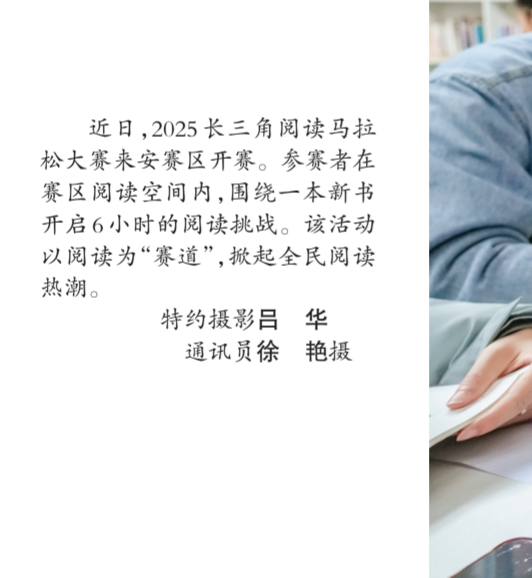 近日，2025长三角阅读马拉
松大赛来安赛区开赛。参赛者在
赛区阅读空间内，围绕一本新书
开启6小时的阅读挑战。该活动
以阅读为“赛道”，掀起全民阅读
热潮。
特约摄影吕　华
通讯员徐　艳摄